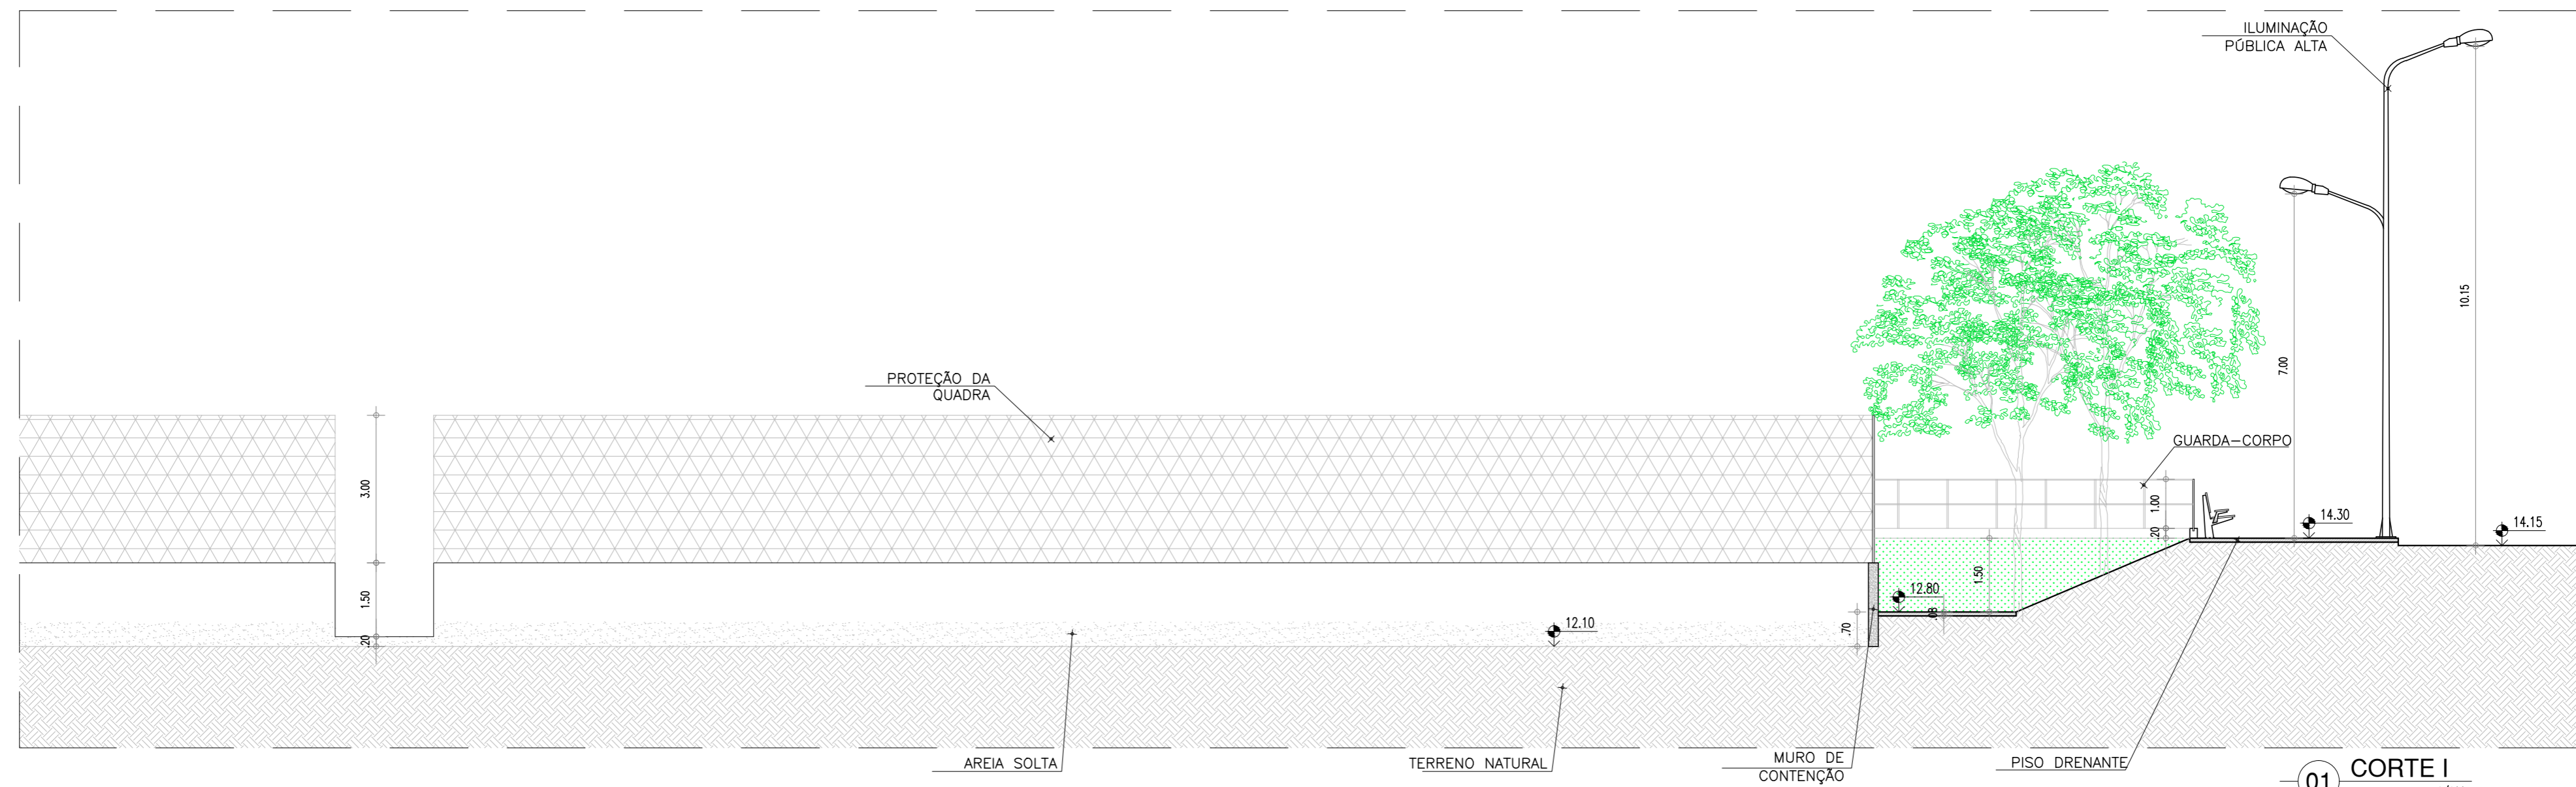 ILUMINAÇÃO
PÚBLICA ALTA
10.15
7.00
PROTEÇÃO DA
QUADRA
GUARDA-CORPO
3.00
1.00
.20
14.30
14.15
1.50
12.80
.08
1.50
.20
12.10
.70
AREIA SOLTA
TERRENO NATURAL
MURO DE
CONTENÇÃO
PISO DRENANTE
01
CORTE I